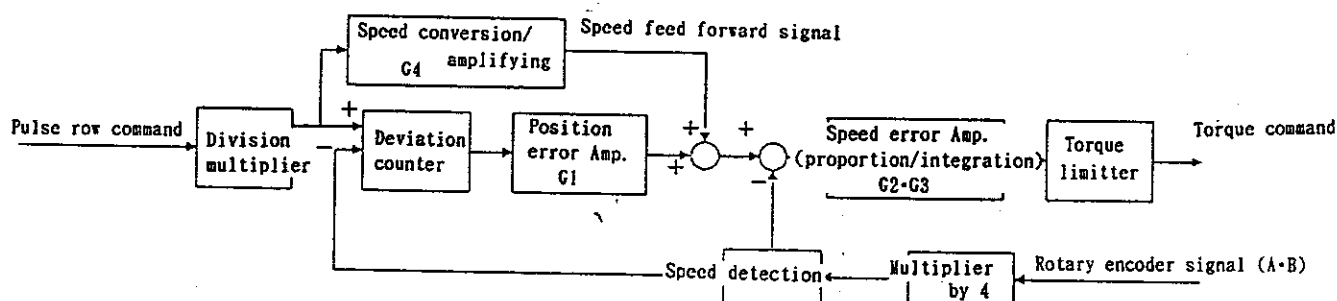 Speed conversion/
amplifying
G4
Speed feed forward signal
Pulse row command
Division
multiplier
+
−
Deviation
counter
Position
error Amp.
G1
+
+
+
−
Speed error Amp.
(proportion/integration)
G2・G3
Torque
limitter
Torque command
Speed detection
Multiplier
by 4
Rotary encoder signal (A・B)